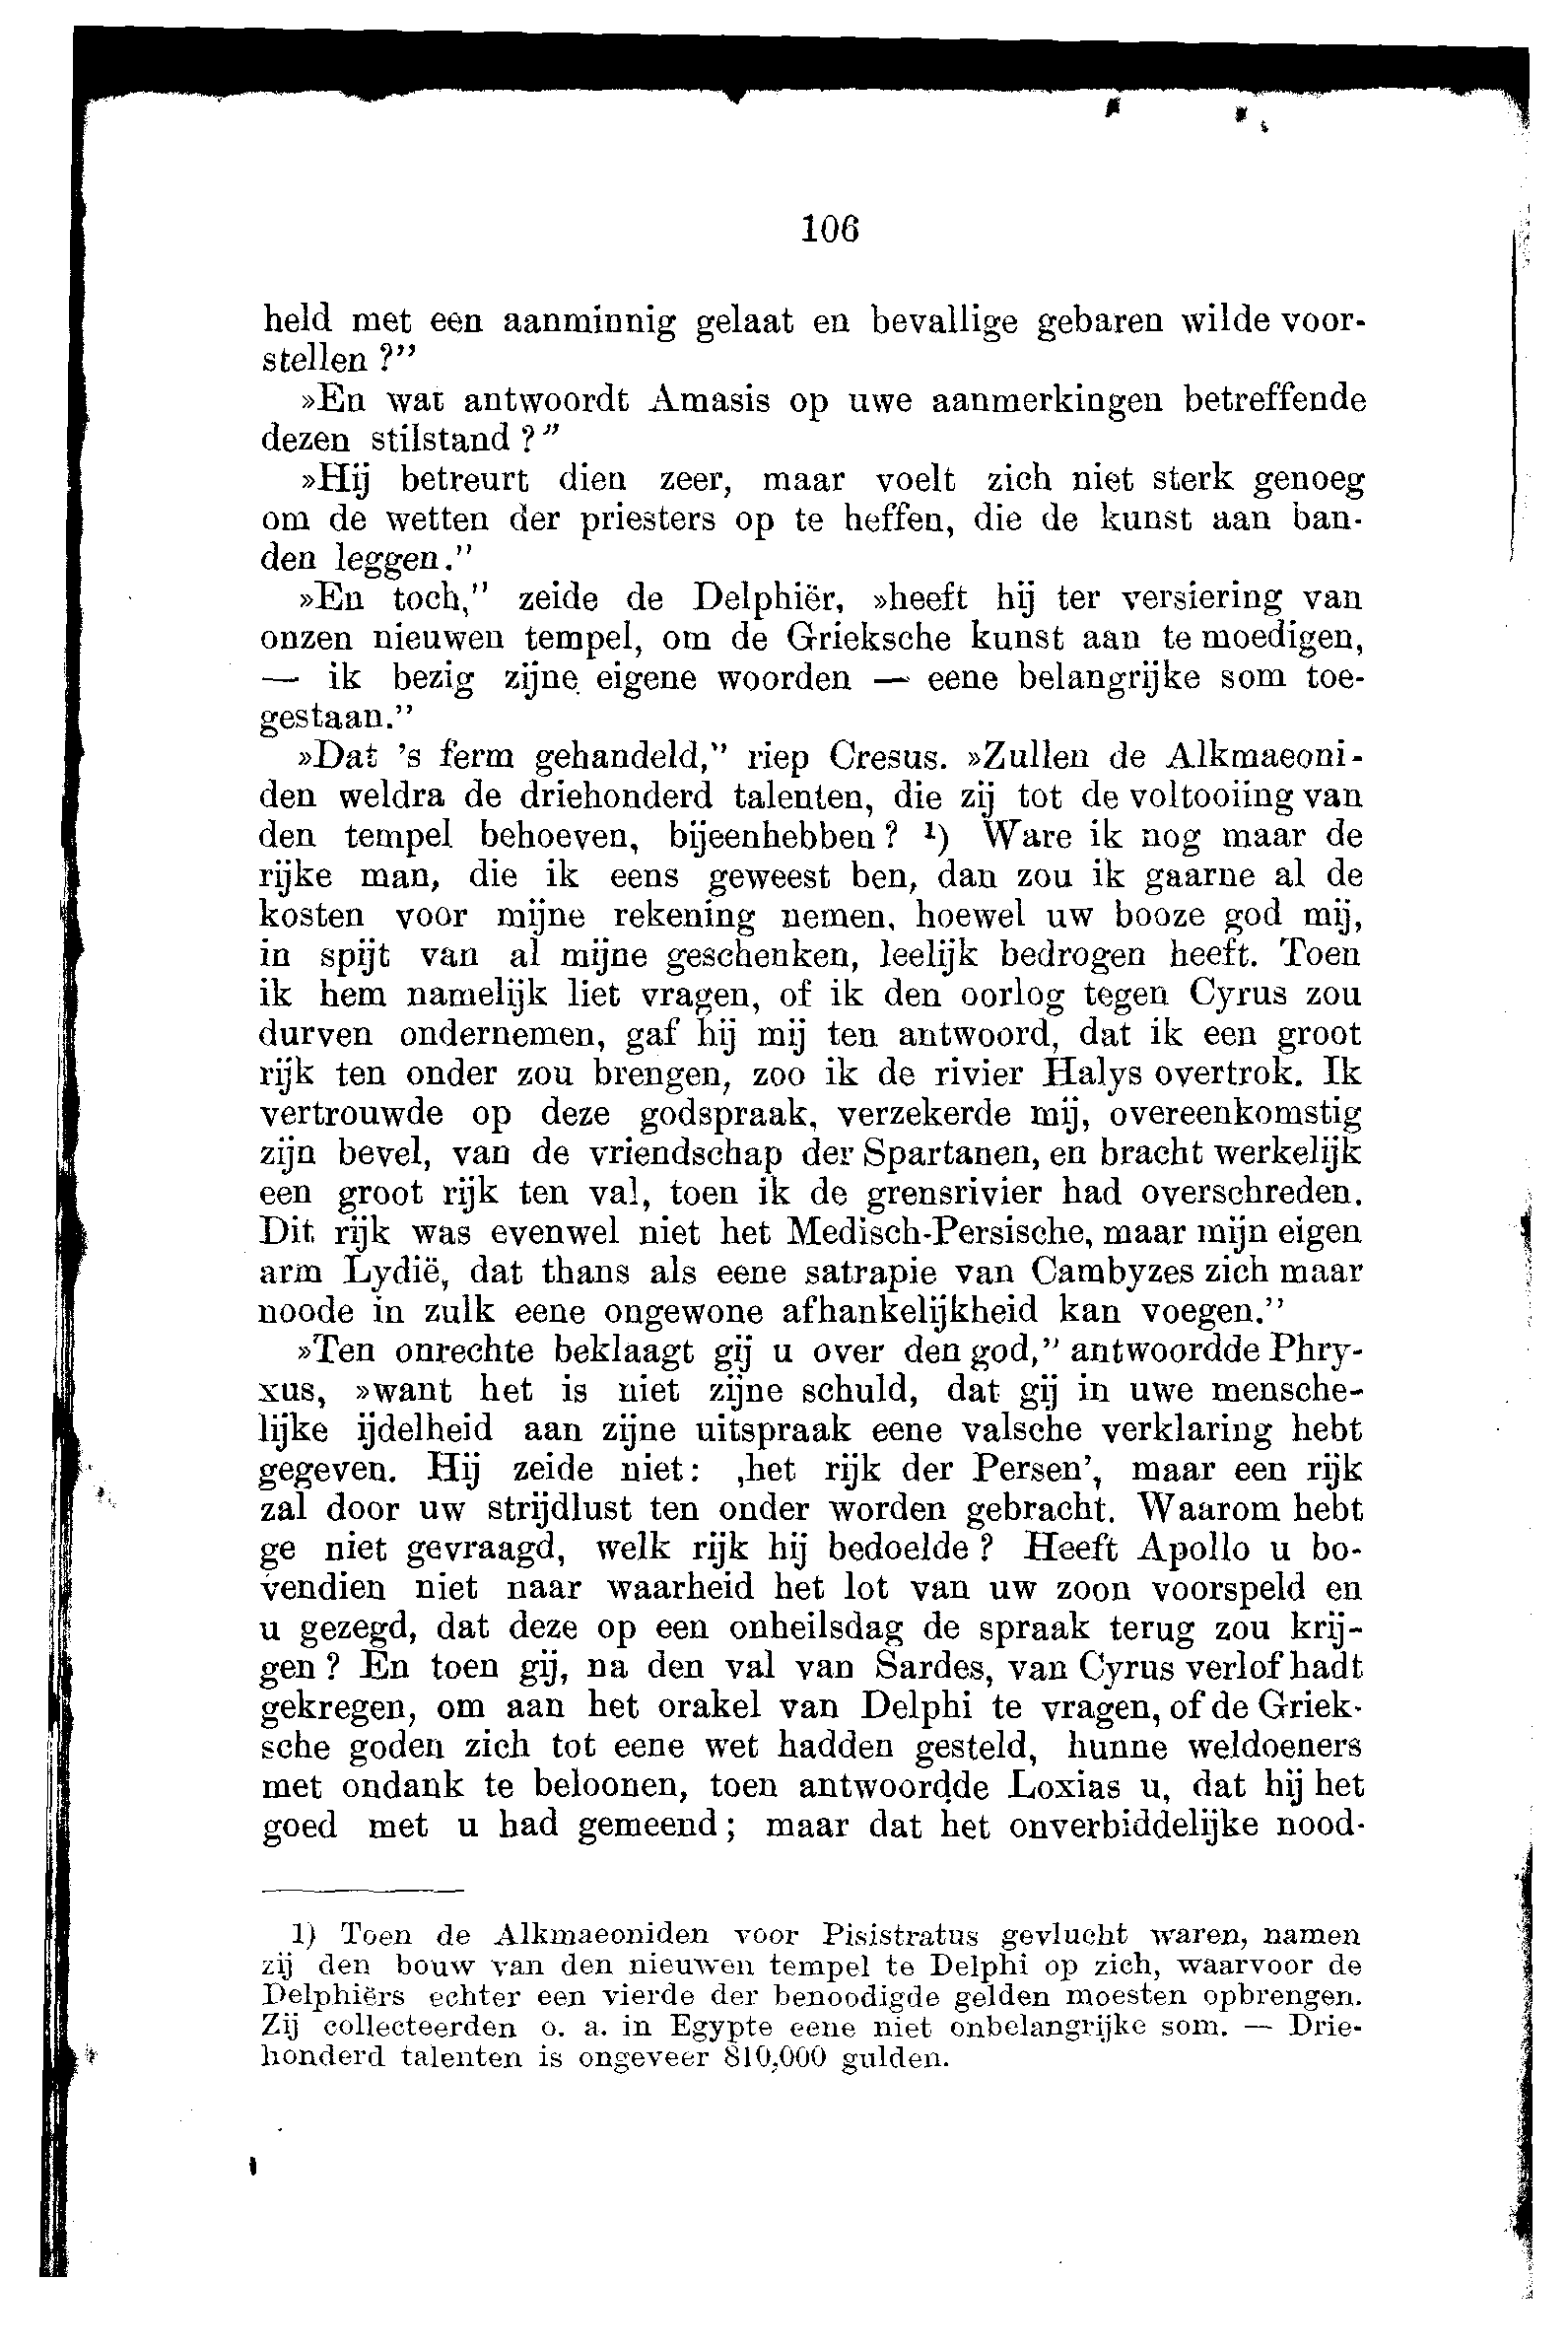 106
held met een aanminnig gelaat en bevallige gebaren wilde voor-
stellen?"
»En wat antwoordt Amasis op uwe aanmerkingen betreffende
dezen stilstand?"
»Hij betreurt dien zeer, maar voelt zich niet sterk genoeg
om de wetten der priesters op te heffen, die de kunst aan ban-
den leggen."
»En toch," zeide de Delphiër, »heeft hij ter versiering van
onzen nieuwen tempel, om de Grieksche kunst aan te moedigen,
— ik bezig zijne eigene woorden — eene belangrijke som toe-
gestaan."
»Dat 's ferm gehandeld," riep Cresus. »Zullen de Alkmaeoni-
den weldra de driehonderd talenten, die zij tot de voltooiing van
den tempel behoeven, bijeenhebben? ¹) Ware ik nog maar de
rijke man, die ik eens geweest ben, dan zou ik gaarne al de
kosten voor mijne rekening nemen, hoewel uw booze god mij,
in spijt van al mijne geschenken, leelijk bedrogen heeft. Toen
ik hem namelijk liet vragen, of ik den oorlog tegen Cyrus zou
durven ondernemen, gaf hij mij ten antwoord, dat ik een groot
rijk ten onder zou brengen, zoo ik de rivier Halys overtrok. Ik
vertrouwde op deze godspraak, verzekerde mij, overeenkomstig
zijn bevel, van de vriendschap der Spartanen, en bracht werkelijk
een groot rijk ten val, toen ik de grensrivier had overschreden.
Dit rijk was evenwel niet het Medisch-Persische, maar mijn eigen
arm Lydië, dat thans als eene satrapie van Cambyzes zich maar
noode in zulk eene ongewone afhankelijkheid kan voegen."
»Ten onrechte beklaagt gij u over den god," antwoordde Phry-
xus, »want het is niet zijne schuld, dat gij in uwe mensche-
lijke ijdelheid aan zijne uitspraak eene valsche verklaring hebt
gegeven. Hij zeide niet: ‚het rijk der Persen', maar een rijk
zal door uw strijdlust ten onder worden gebracht. Waarom hebt
ge niet gevraagd, welk rijk hij bedoelde? Heeft Apollo u bo-
vendien niet naar waarheid het lot van uw zoon voorspeld en
u gezegd, dat deze op een onheilsdag de spraak terug zou krij-
gen? En toen gij, na den val van Sardes, van Cyrus verlof hadt
gekregen, om aan het orakel van Delphi te vragen, of de Griek-
sche goden zich tot eene wet hadden gesteld, hunne weldoeners
met ondank te beloonen, toen antwoordde Loxias u, dat hij het
goed met u had gemeend; maar dat het onverbiddelijke nood-
1) Toen de Alkmaeoniden voor Pisistratus gevlucht waren, namen
zij den bouw van den nieuwen tempel te Delphi op zich, waarvoor de
Delphiërs echter een vierde der benoodigde gelden moesten opbrengen.
Zij collecteerden o. a. in Egypte eene niet onbelangrijke som. — Drie-
honderd talenten is ongeveer 810,000 gulden.